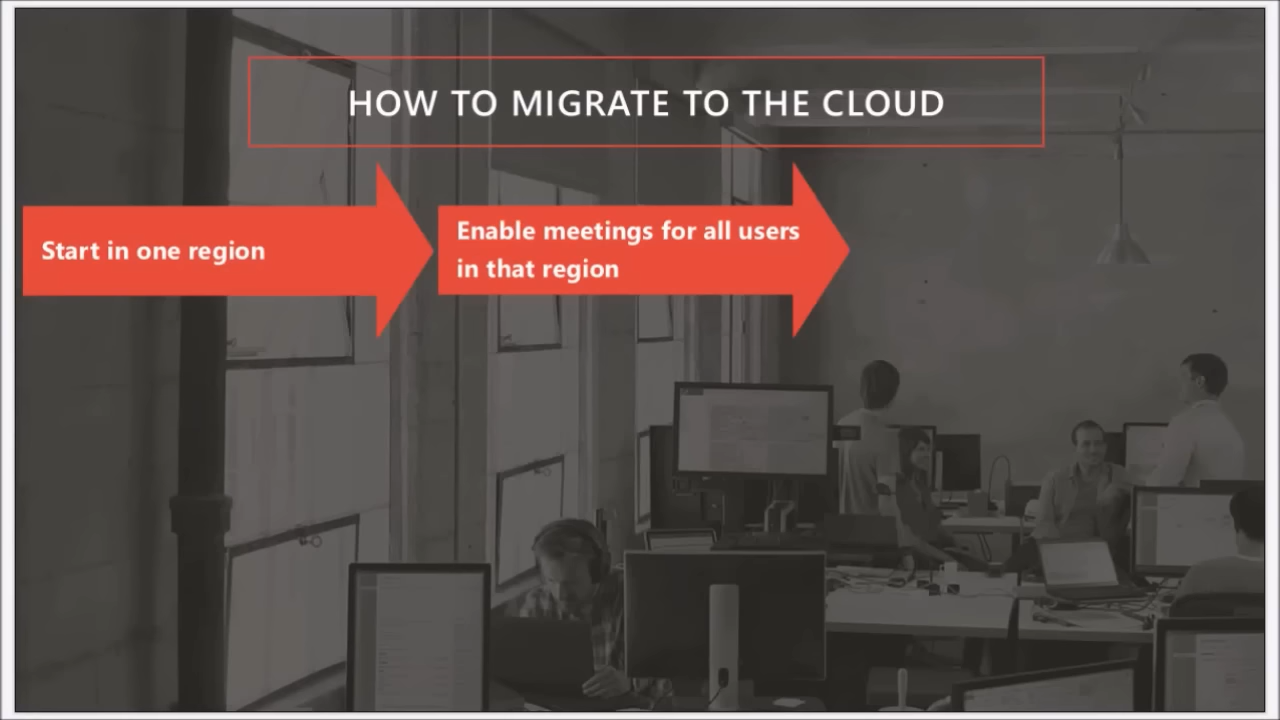 HOW TO MIGRATE TO THE CLOUD
Start in one region
Enable meetings for all users
in that region